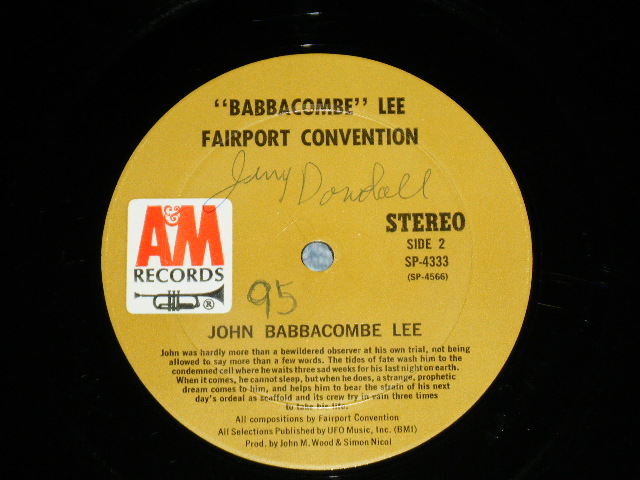 "BABBACOMBE" LEE
FAIRPORT CONVENTION
Jerry Dondall
A&M
RECORDS
®
STEREO
SIDE 2
SP-4333
(SP-4566)
95
JOHN BABBACOMBE LEE
John was hardly more than a bewildered observer at his own trial, not being
allowed to say more than a few words. The tides of fate wash him to the
condemned cell where he waits three sad weeks for his last night on earth.
When it comes, he cannot sleep, but when he does, a strange, prophetic
dream comes to him, and helps him to bear the strain of his next
day's ordeal as scaffold and its crew try in vain three times
to take his life.
All compositions by Fairport Convention
All Selections Published by UFO Music, Inc. (BMI)
Prod. by John M. Wood & Simon Nicol